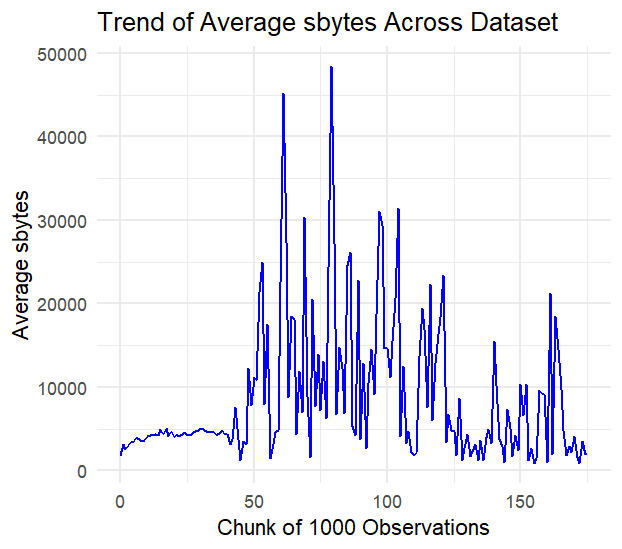 Trend of Average sbytes Across Dataset
50000
40000
30000
20000
10000
0
Average sbytes
0 50 100 150
Chunk of 1000 Observations